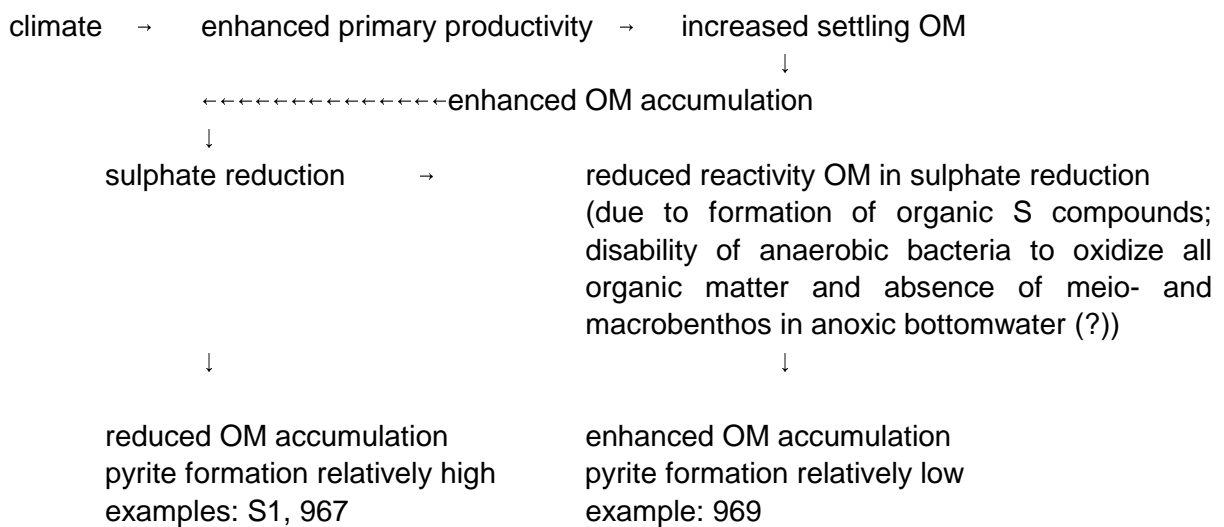 climate → enhanced primary productivity → increased settling OM
↓
←←←←←←←←←←←←←←enhanced OM accumulation
↓
sulphate reduction → reduced reactivity OM in sulphate reduction
(due to formation of organic S compounds;
disability of anaerobic bacteria to oxidize all
organic matter and absence of meio- and
macrobenthos in anoxic bottomwater (?))
↓ ↓
reduced OM accumulation enhanced OM accumulation
pyrite formation relatively high pyrite formation relatively low
examples: S1, 967 example: 969